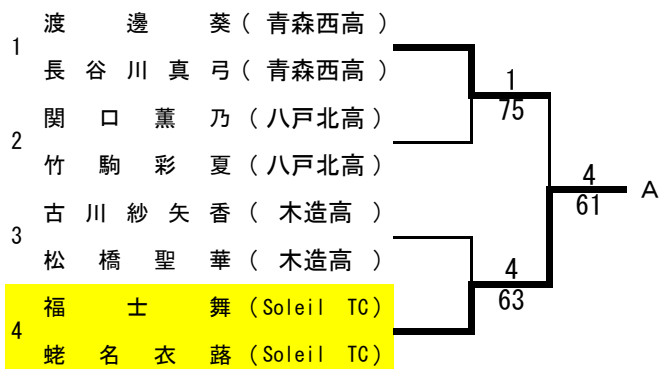 1
渡邊葵(青森西高)
長谷川真弓(青森西高)
2
関口薫乃(八戸北高)
竹駒彩夏(八戸北高)
3
古川紗矢香(木造高)
松橋聖華(木造高)
4
福士舞(Soleil TC)
蛯名衣蕗(Soleil TC)
1
75
4
63
4
61
A